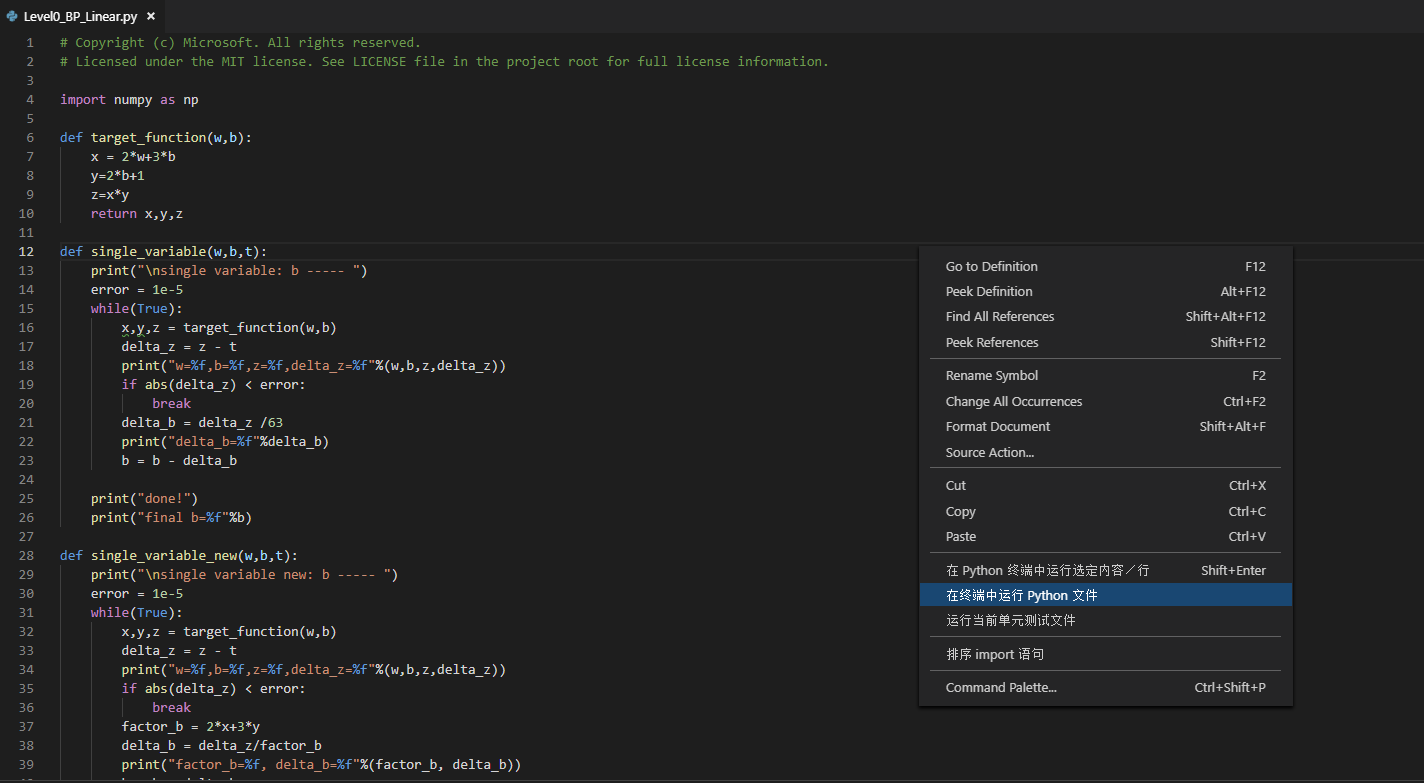 Level0_BP_Linear.py ×
1 # Copyright (c) Microsoft. All rights reserved.
2 # Licensed under the MIT license. See LICENSE file in the project root for full license information.
3
4 import numpy as np
5
6 def target_function(w,b):
7     x = 2*w+3*b
8     y=2*b+1
9     z=x*y
10     return x,y,z
11
12 def single_variable(w,b,t):
13     print("\nsingle variable: b ----- ")
14     error = 1e-5
15     while(True):
16         x,y,z = target_function(w,b)
17         delta_z = z - t
18         print("w=%f,b=%f,z=%f,delta_z=%f"%(w,b,z,delta_z))
19         if abs(delta_z) < error:
20             break
21         delta_b = delta_z /63
22         print("delta_b=%f"%delta_b)
23         b = b - delta_b
24
25     print("done!")
26     print("final b=%f"%b)
27
28 def single_variable_new(w,b,t):
29     print("\nsingle variable new: b ----- ")
30     error = 1e-5
31     while(True):
32         x,y,z = target_function(w,b)
33         delta_z = z - t
34         print("w=%f,b=%f,z=%f,delta_z=%f"%(w,b,z,delta_z))
35         if abs(delta_z) < error:
36             break
37         factor_b = 2*x+3*y
38         delta_b = delta_z/factor_b
39         print("factor_b=%f, delta_b=%f"%(factor_b, delta_b))
Go to Definition F12
Peek Definition Alt+F12
Find All References Shift+Alt+F12
Peek References Shift+F12
Rename Symbol F2
Change All Occurrences Ctrl+F2
Format Document Shift+Alt+F
Source Action...
Cut Ctrl+X
Copy Ctrl+C
Paste Ctrl+V
在 Python 终端中运行选定内容／行 Shift+Enter
在终端中运行 Python 文件
运行当前单元测试文件
排序 import 语句
Command Palette... Ctrl+Shift+P